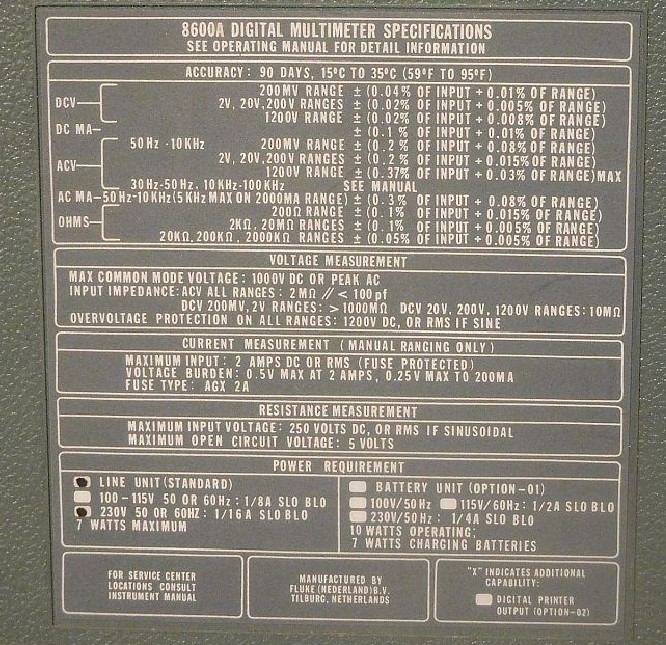 8600A DIGITAL MULTIMETER SPECIFICATIONS
SEE OPERATING MANUAL FOR DETAIL INFORMATION
ACCURACY: 90 DAYS, 15°C TO 35°C (59°F TO 95°F)
DCV 200MV RANGE ± (0.04% OF INPUT + 0.01% OF RANGE)
2V, 20V, 200V RANGES ± (0.02% OF INPUT + 0.005% OF RANGE)
1200V RANGE ± (0.02% OF INPUT + 0.008% OF RANGE)
DC MA- ± (0.1% OF INPUT + 0.01% OF RANGE)
ACV 50Hz-10KHz 200MV RANGE ± (0.2% OF INPUT + 0.08% OF RANGE)
2V, 20V, 200V RANGES ± (0.2% OF INPUT + 0.015% OF RANGE)
1200V RANGE ± (0.37% OF INPUT + 0.03% OF RANGE) MAX
30Hz-50Hz, 10KHz-100KHz SEE MANUAL
AC MA-50Hz-10KHz(5KHz MAX ON 2000MA RANGE) ± (0.3% OF INPUT + 0.08% OF RANGE)
OHMS 200Ω RANGE ± (0.1% OF INPUT + 0.015% OF RANGE)
2KΩ, 20MΩ RANGES ± (0.1% OF INPUT + 0.005% OF RANGE)
20KΩ, 200KΩ, 2000KΩ RANGES ± (0.05% OF INPUT + 0.005% OF RANGE)
VOLTAGE MEASUREMENT
MAX COMMON MODE VOLTAGE: 1000V DC OR PEAK AC
INPUT IMPEDANCE: ACV ALL RANGES: 2MΩ // < 100pf
DCV 200MV, 2V RANGES: >1000MΩ DCV 20V, 200V, 1200V RANGES: 10MΩ
OVERVOLTAGE PROTECTION ON ALL RANGES: 1200V DC, OR RMS IF SINE
CURRENT MEASUREMENT (MANUAL RANGING ONLY)
MAXIMUM INPUT: 2 AMPS DC OR RMS (FUSE PROTECTED)
VOLTAGE BURDEN: 0.5V MAX AT 2 AMPS, 0.25V MAX TO 200MA
FUSE TYPE: AGX 2A
RESISTANCE MEASUREMENT
MAXIMUM INPUT VOLTAGE: 250 VOLTS DC, OR RMS IF SINUSOIDAL
MAXIMUM OPEN CIRCUIT VOLTAGE: 5 VOLTS
POWER REQUIREMENT
LINE UNIT (STANDARD)
100-115V 50 OR 60Hz: 1/8A SLO BLO
230V 50 OR 60Hz: 1/16A SLO BLO
7 WATTS MAXIMUM
BATTERY UNIT (OPTION-01)
100V/50Hz 115V/60Hz: 1/2A SLO BLO
230V/50Hz: 1/4A SLO BLO
10 WATTS OPERATING;
7 WATTS CHARGING BATTERIES
FOR SERVICE CENTER
LOCATIONS CONSULT
INSTRUMENT MANUAL
MANUFACTURED BY
FLUKE (NEDERLAND) B.V.
TILBURG, NETHERLANDS
"X" INDICATES ADDITIONAL
CAPABILITY:
DIGITAL PRINTER
OUTPUT (OPTION-02)